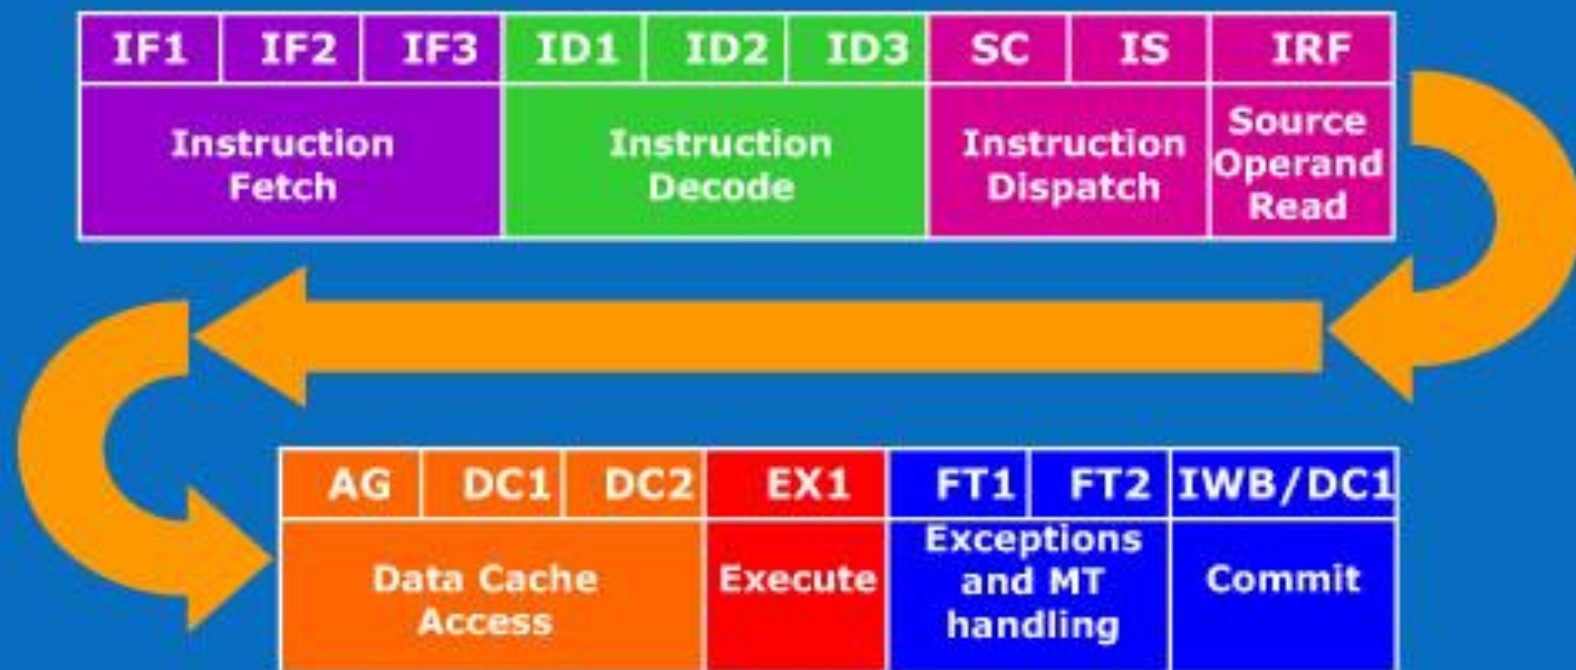 IF1 IF2 IF3 ID1 ID2 ID3 SC IS IRF
Instruction
Fetch
Instruction
Decode
Instruction
Dispatch
Source
Operand
Read
AG DC1 DC2 EX1 FT1 FT2 IWB/DC1
Data Cache
Access
Execute
Exceptions
and MT
handling
Commit